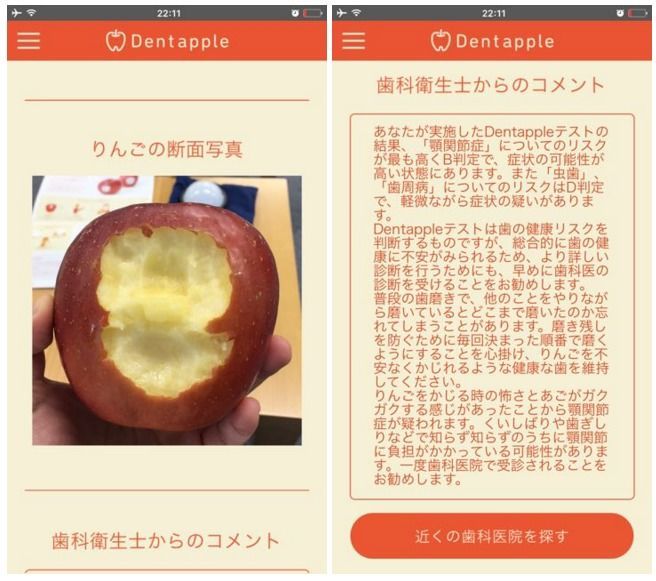 22:11
Dentapple
りんごの断面写真
歯科衛生士からのコメント
22:11
Dentapple
歯科衛生士からのコメント
あなたが実施したDentappleテストの
結果、「顎関節症」についてのリスク
が最も高くB判定で、症状の可能性が
高い状態にあります。また「虫歯」、
「歯周病」についてのリスクはD判定
で、軽微ながら症状の疑いがありま
す。
Dentappleテストは歯の健康リスクを
判断するものですが、総合的に歯の健
康に不安がみられるため、より詳しい
診断を行うためにも、早めに歯科医の
診断を受けることをお勧めします。
普段の歯磨きで、他のことをやりなが
ら磨いているとどこまで磨いたのか忘
れてしまうことがあります。磨き残し
を防ぐために毎回決まった順番で磨く
ようにすることを心掛け、りんごを不
安なくかじれるような健康な歯を維持
してください。
りんごをかじる時の怖さとあごがガク
ガクする感じがあったことから顎関節
症が疑われます。くいしばりや歯ぎし
りなどで知らず知らずのうちに顎関節
に負担がかかっている可能性がありま
す。一度歯科医院で受診されることを
お勧めします。
近くの歯科医院を探す